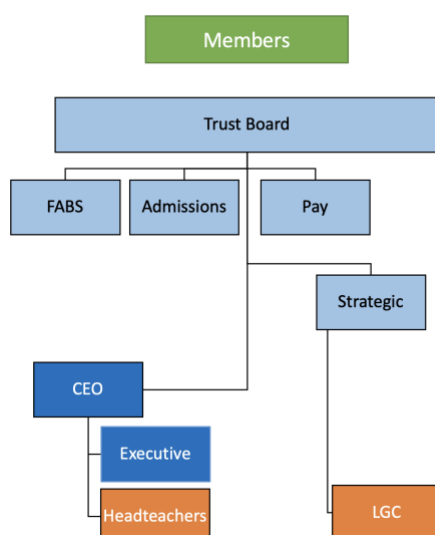 Members
Trust Board
FABS
Admissions
Pay
Strategic
CEO
Executive
Headteachers
LGC